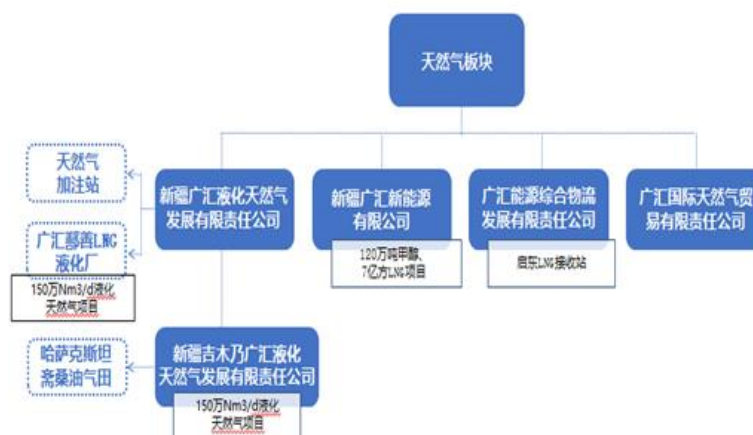 天然气板块
天然气
加注站
新疆广汇液化天然气
发展有限责任公司
新疆广汇新能源
有限公司
广汇能源综合物流
发展有限责任公司
广汇国际天然气贸
易有限责任公司
广汇鄯善LNG
液化厂
150万Nm3/d液化
天然气项目
120万吨甲醇、
7亿方LNG项目
启东LNG接收站
哈萨克斯坦
斋桑油气田
新疆吉木乃广汇液化
天然气发展有限责任公司
150万Nm3/d液化
天然气项目